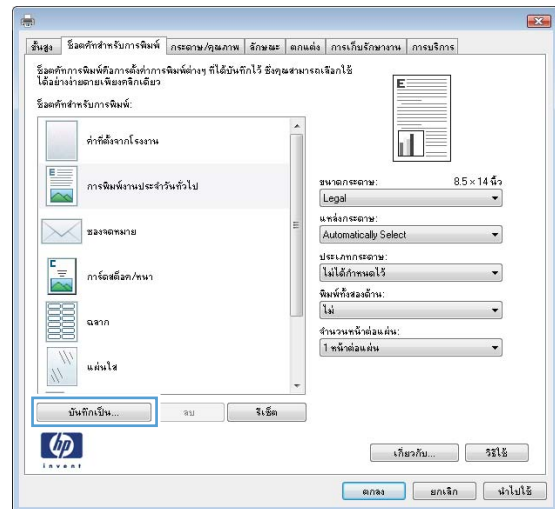 ขั้นสูง ช็อตคัทสำหรับการพิมพ์ กระดาษ/คุณภาพ ลักษณะ ตกแต่ง การเก็บรักษางาน การบริการ
ช็อตคัทการพิมพ์คือการตั้งค่าการพิมพ์ต่างๆ ที่ได้บันทึกไว้ ซึ่งคุณสามารถเลือกใช้
ได้อย่างง่ายดายเพียงคลิกเดียว
ช็อตคัทสำหรับการพิมพ์:
ค่าที่ตั้งจากโรงงาน
การพิมพ์งานประจำวันทั่วไป
ซองจดหมาย
การ์ดสต็อค/หนา
ฉลาก
แผ่นใส
บันทึกเป็น...
ลบ
รีเซ็ต
E
ขนาดกระดาษ: 8.5 × 14 นิ้ว
Legal
แหล่งกระดาษ:
Automatically Select
ประเภทกระดาษ:
ไม่ได้กำหนดไว้
พิมพ์ทั้งสองด้าน:
ไม่
จำนวนหน้าต่อแผ่น:
1 หน้าต่อแผ่น
hp
invent
เกี่ยวกับ...
วิธีใช้
ตกลง
ยกเลิก
นำไปใช้